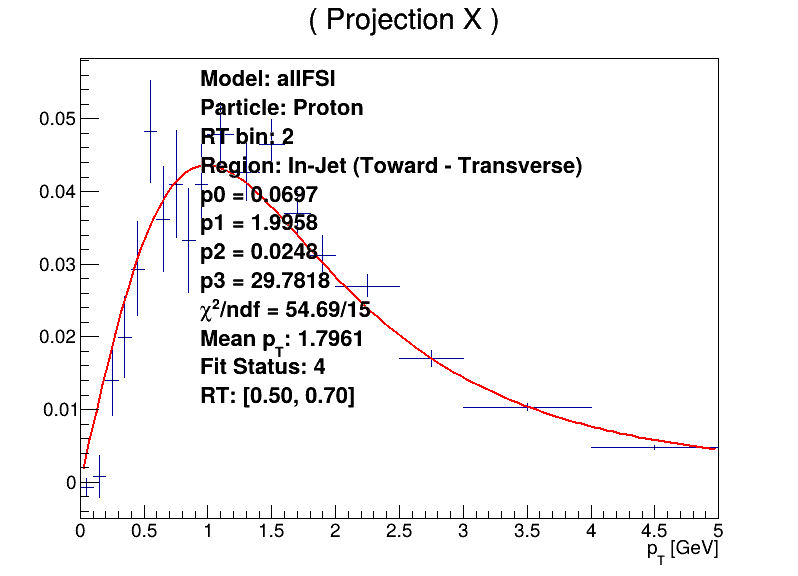 ( Projection X )
Model: allFSI
Particle: Proton
RT bin: 2
Region: In-Jet (Toward - Transverse)
p0 = 0.0697
p1 = 1.9958
p2 = 0.0248
p3 = 29.7818
χ²/ndf = 54.69/15
Mean p_T: 1.7961
Fit Status: 4
RT: [0.50, 0.70]
0.05
0.04
0.03
0.02
0.01
0
0 0.5 1 1.5 2 2.5 3 3.5 4 4.5 5
p_T [GeV]